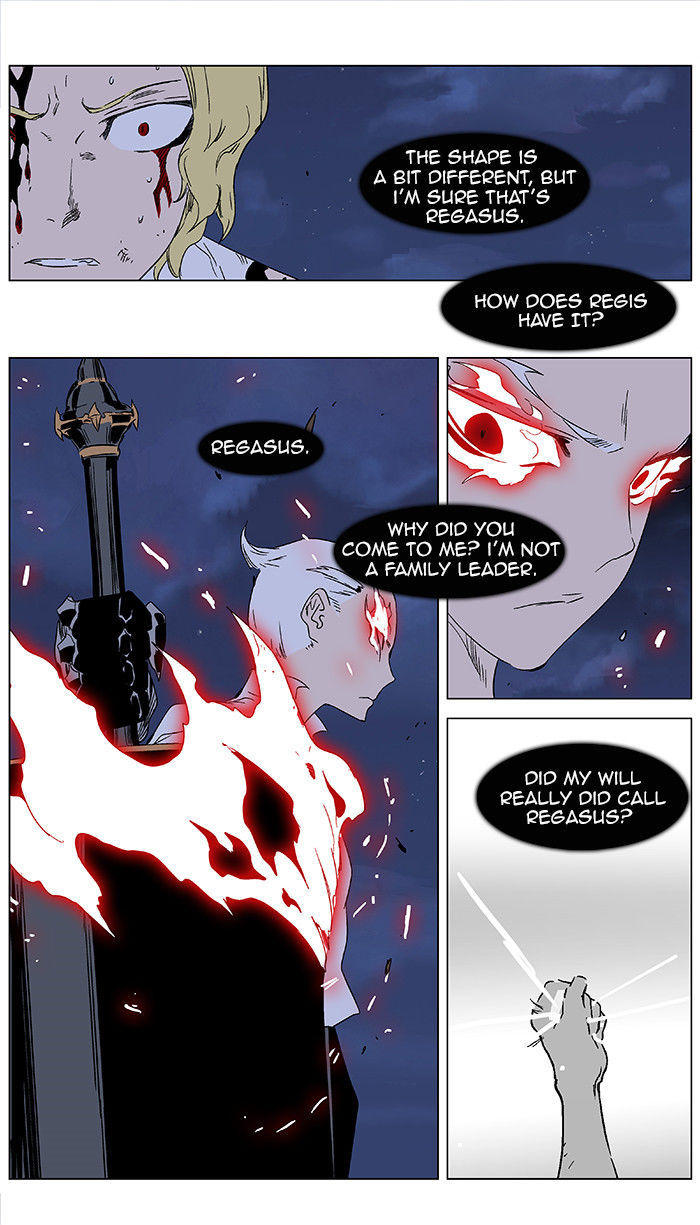 THE SHAPE IS
A BIT DIFFERENT, BUT
I'M SURE THAT'S
REGASUS.
HOW DOES REGIS
HAVE IT?
REGASUS.
WHY DID YOU
COME TO ME? I'M NOT
A FAMILY LEADER.
DID MY WILL
REALLY DID CALL
REGASUS?